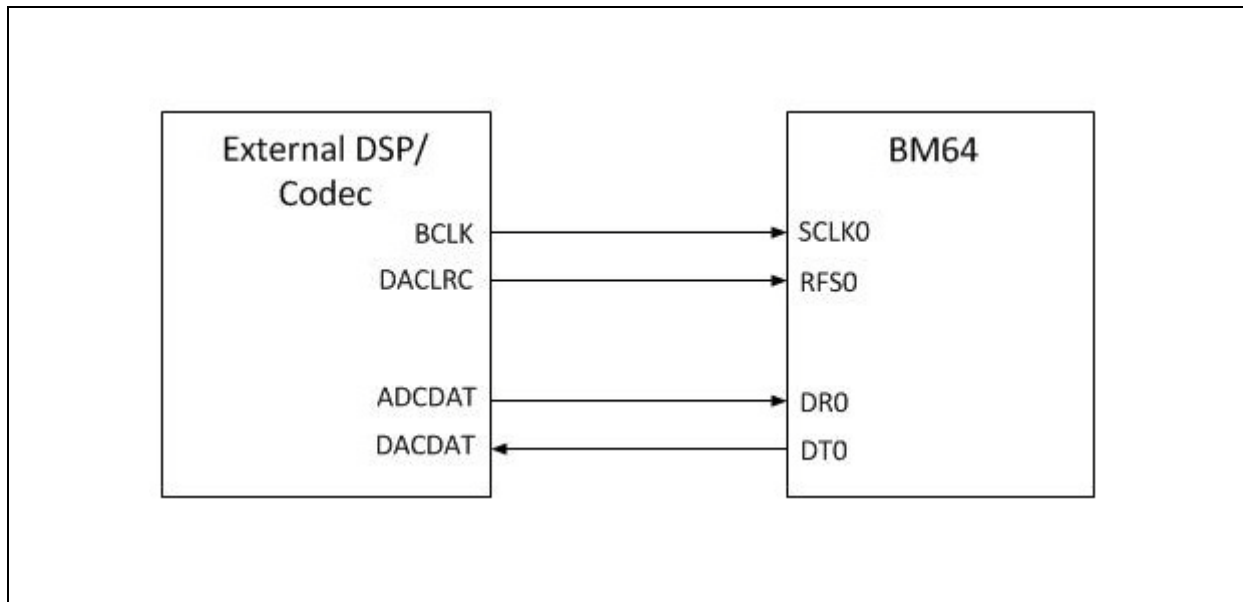 External DSP/
Codec
BM64
BCLK
SCLK0
DACLRC
RFS0
ADCDAT
DR0
DACDAT
DT0